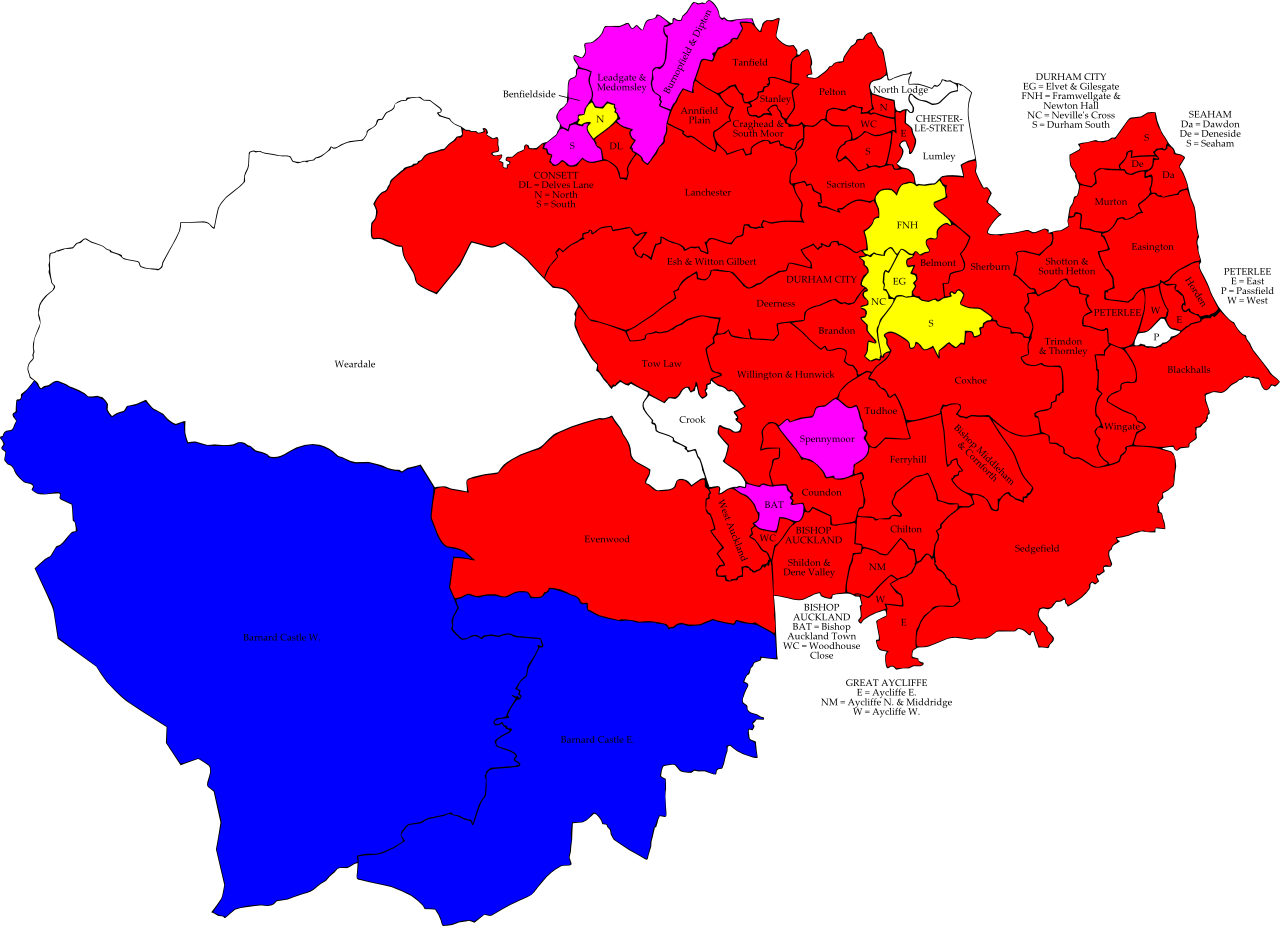 Tanfield
Leadgate &
Medomsley
Burnopfield & Dipton
Benfieldside
Pelton
North Lodge
Stanley
Annfield
Plain
N
N
CHESTER-
LE-STREET
WC
Craghead &
South Moor
E
S
DL
S
Lumley
CONSETT
DL = Delves Lane
N = North
S = South
Lanchester
Sacriston
DURHAM CITY
EG = Elvet & Gilesgate
FNH = Framwellgate &
Newton Hall
NC = Neville's Cross
S = Durham South
SEAHAM
Da = Dawdon
De = Deneside
S = Seaham
S
De
Da
Murton
FNH
Easington
Esh & Witton Gilbert
Belmont
Sherburn
Shotton &
South Hetton
DURHAM CITY
EG
Horden
PETERLEE
E = East
P = Passfield
W = West
Deerness
NC
PETERLEE
W
E
S
Brandon
P
Trimdon
& Thornley
Weardale
Tow Law
Willington & Hunwick
Coxhoe
Blackhalls
Crook
Tudhoe
Spennymoor
Wingate
Bishop Middleham
& Cornforth
Ferryhill
Coundon
BAT
West Auckland
Evenwood
WC
BISHOP
AUCKLAND
Chilton
Sedgefield
Shildon &
Dene Valley
NM
W
E
BISHOP
AUCKLAND
BAT = Bishop
Auckland Town
WC = Woodhouse
Close
Barnard Castle W.
GREAT AYCLIFFE
E = Aycliffe E.
NM = Aycliffe N. & Middridge
W = Aycliffe W.
Barnard Castle E.